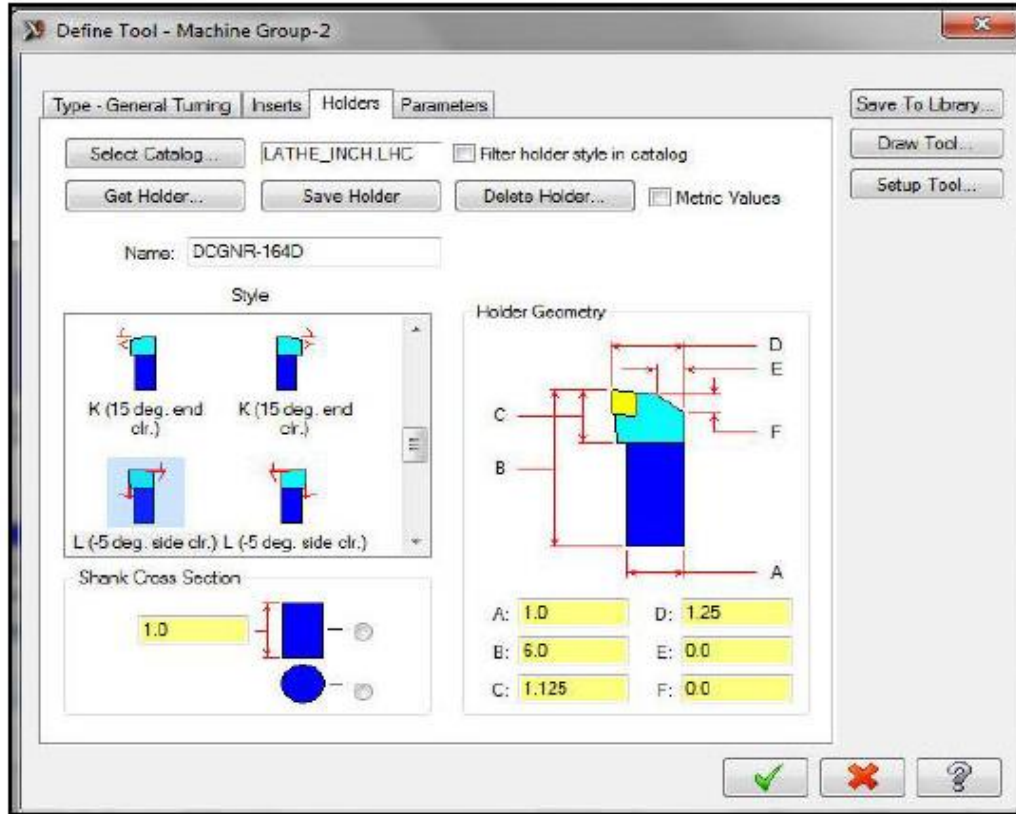 Define Tool - Machine Group-2
Type - General Turning Inserts Holders Parameters
Save To Library...
Select Catalog... LATHE_INCH.LHC Filter holder style in catalog
Draw Tool...
Get Holder... Save Holder Delete Holder... Metric Values
Setup Tool...
Name: DCGNR-164D
Style
K (15 deg. end clr.)
K (15 deg. end clr.)
L (-5 deg. side clr.) L (-5 deg. side clr.)
Shank Cross Section
1.0
Holder Geometry
D
E
C
F
B
A
A: 1.0 D: 1.25
B: 6.0 E: 0.0
C: 1.125 F: 0.0